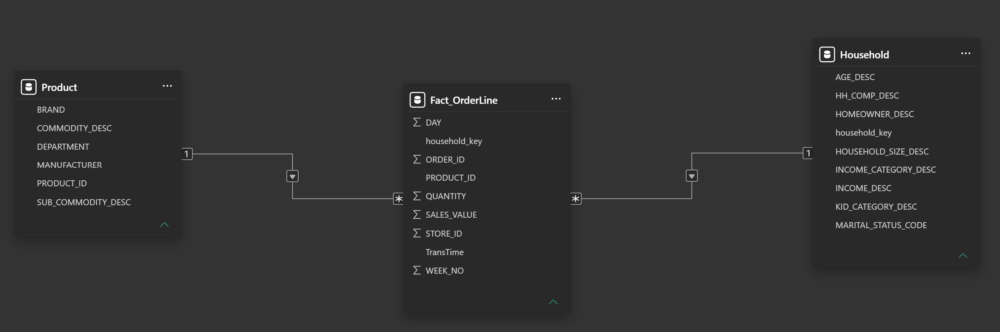 Product
BRAND
COMMODITY_DESC
DEPARTMENT
MANUFACTURER
PRODUCT_ID
SUB_COMMODITY_DESC
1
*
Fact_OrderLine
∑ DAY
household_key
∑ ORDER_ID
PRODUCT_ID
∑ QUANTITY
∑ SALES_VALUE
∑ STORE_ID
TransTime
∑ WEEK_NO
*
1
Household
AGE_DESC
HH_COMP_DESC
HOMEOWNER_DESC
household_key
HOUSEHOLD_SIZE_DESC
INCOME_CATEGORY_DESC
INCOME_DESC
KID_CATEGORY_DESC
MARITAL_STATUS_CODE